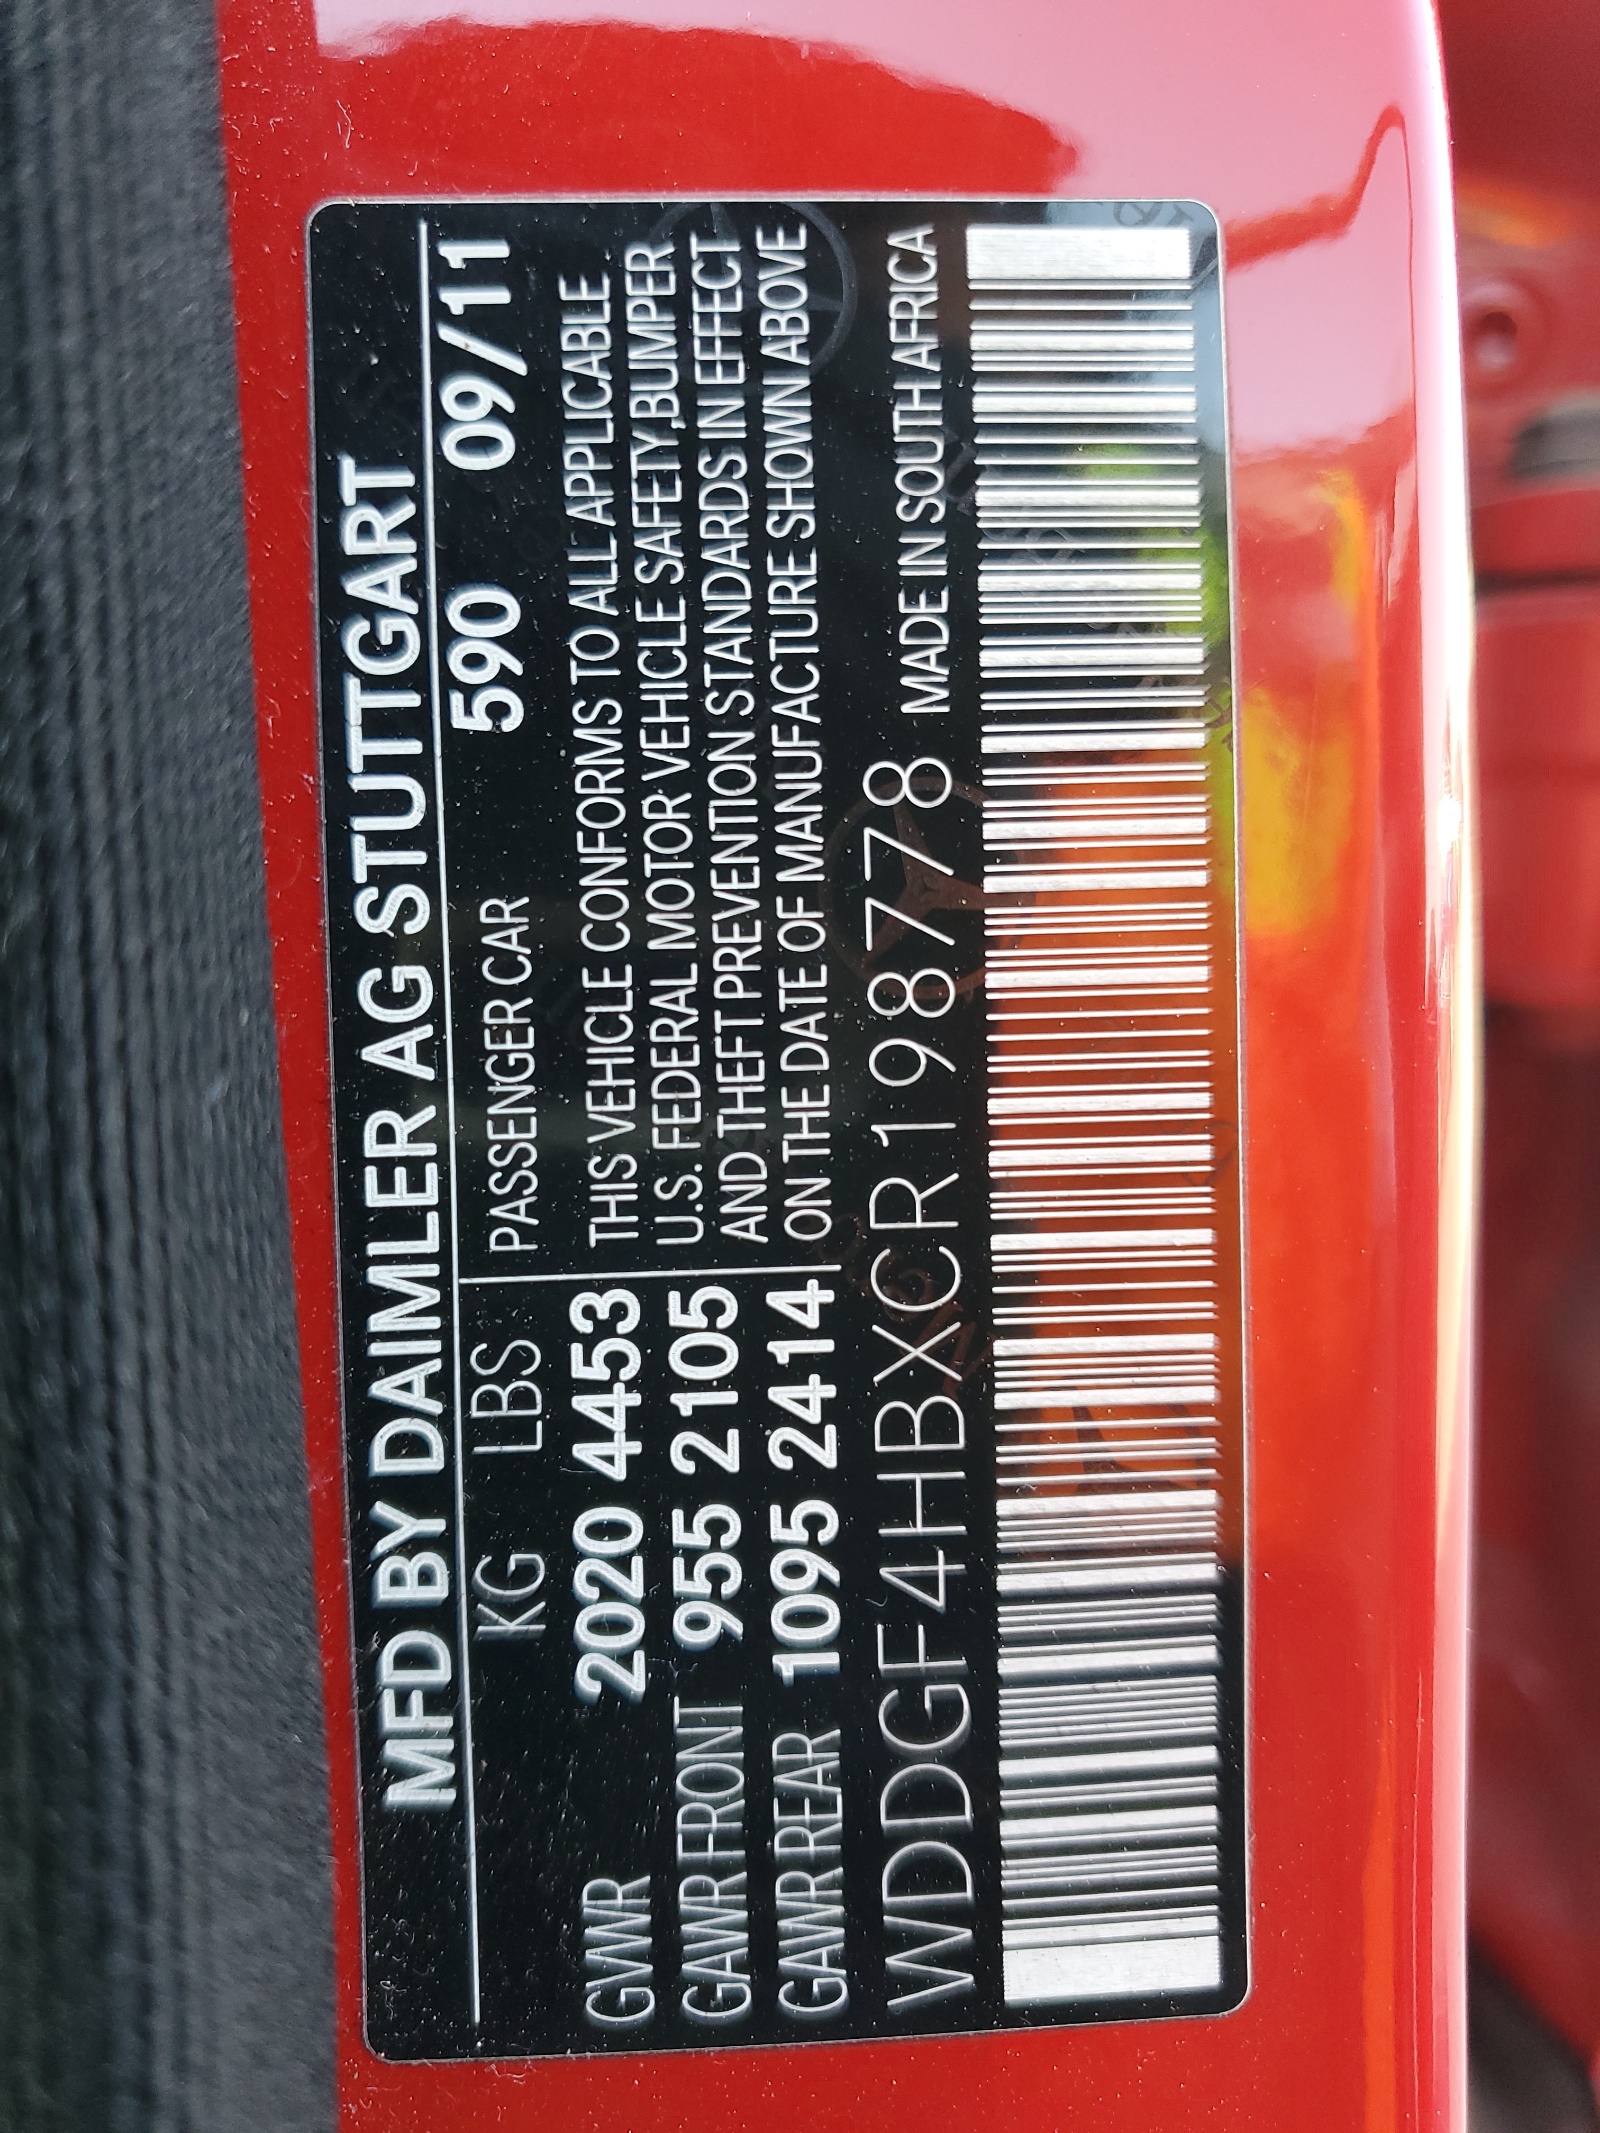 MFD BY DAIMLER AG STUTTGART
KG LBS PASSENGER CAR 590 09/11
GVWR 2020 4453 THIS VEHICLE CONFORMS TO ALL APPLICABLE
U.S. FEDERAL MOTOR VEHICLE SAFETY,BUMPER
GAWR FRONT 955 2105 AND THEFT PREVENTION STANDARDS IN EFFECT
GAWR REAR 1095 2414 ON THE DATE OF MANUFACTURE SHOWN ABOVE
WDDGF4HBXCR198778 MADE IN SOUTH AFRICA